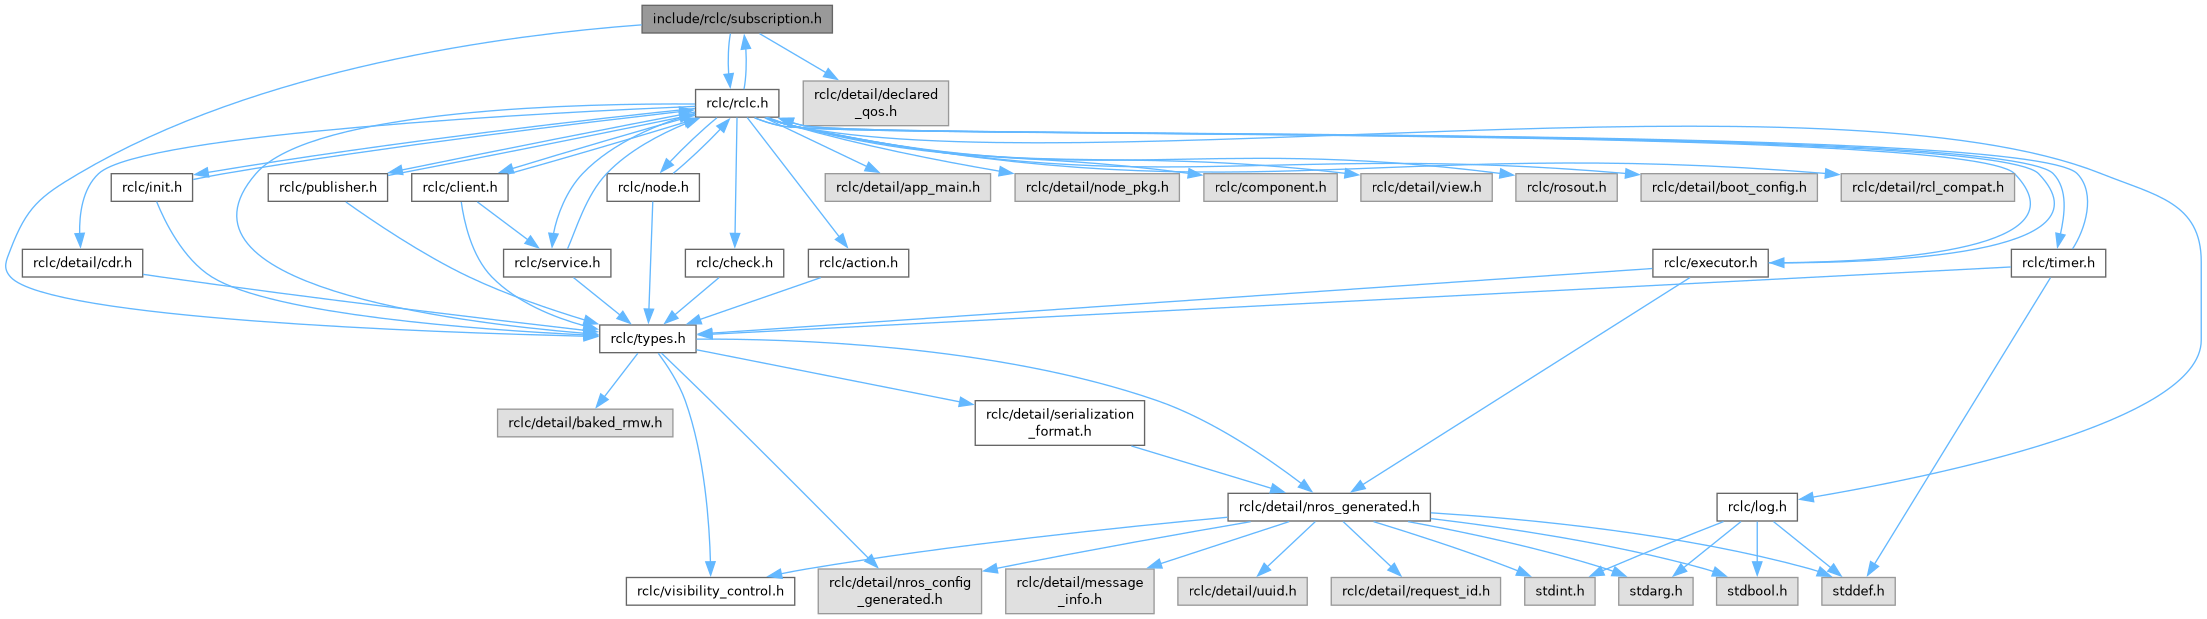 include/rclc/subscription.h
rclc/detail/declared
_qos.h
rclc/rclc.h
rclc/init.h
rclc/publisher.h
rclc/client.h
rclc/node.h
rclc/detail/app_main.h
rclc/detail/node_pkg.h
rclc/component.h
rclc/detail/view.h
rclc/rosout.h
rclc/detail/boot_config.h
rclc/detail/rcl_compat.h
rclc/detail/cdr.h
rclc/service.h
rclc/check.h
rclc/action.h
rclc/executor.h
rclc/timer.h
rclc/types.h
rclc/detail/baked_rmw.h
rclc/detail/serialization
_format.h
rclc/detail/nros_generated.h
rclc/log.h
rclc/visibility_control.h
rclc/detail/nros_config
_generated.h
rclc/detail/message
_info.h
rclc/detail/uuid.h
rclc/detail/request_id.h
stdint.h
stdarg.h
stdbool.h
stddef.h